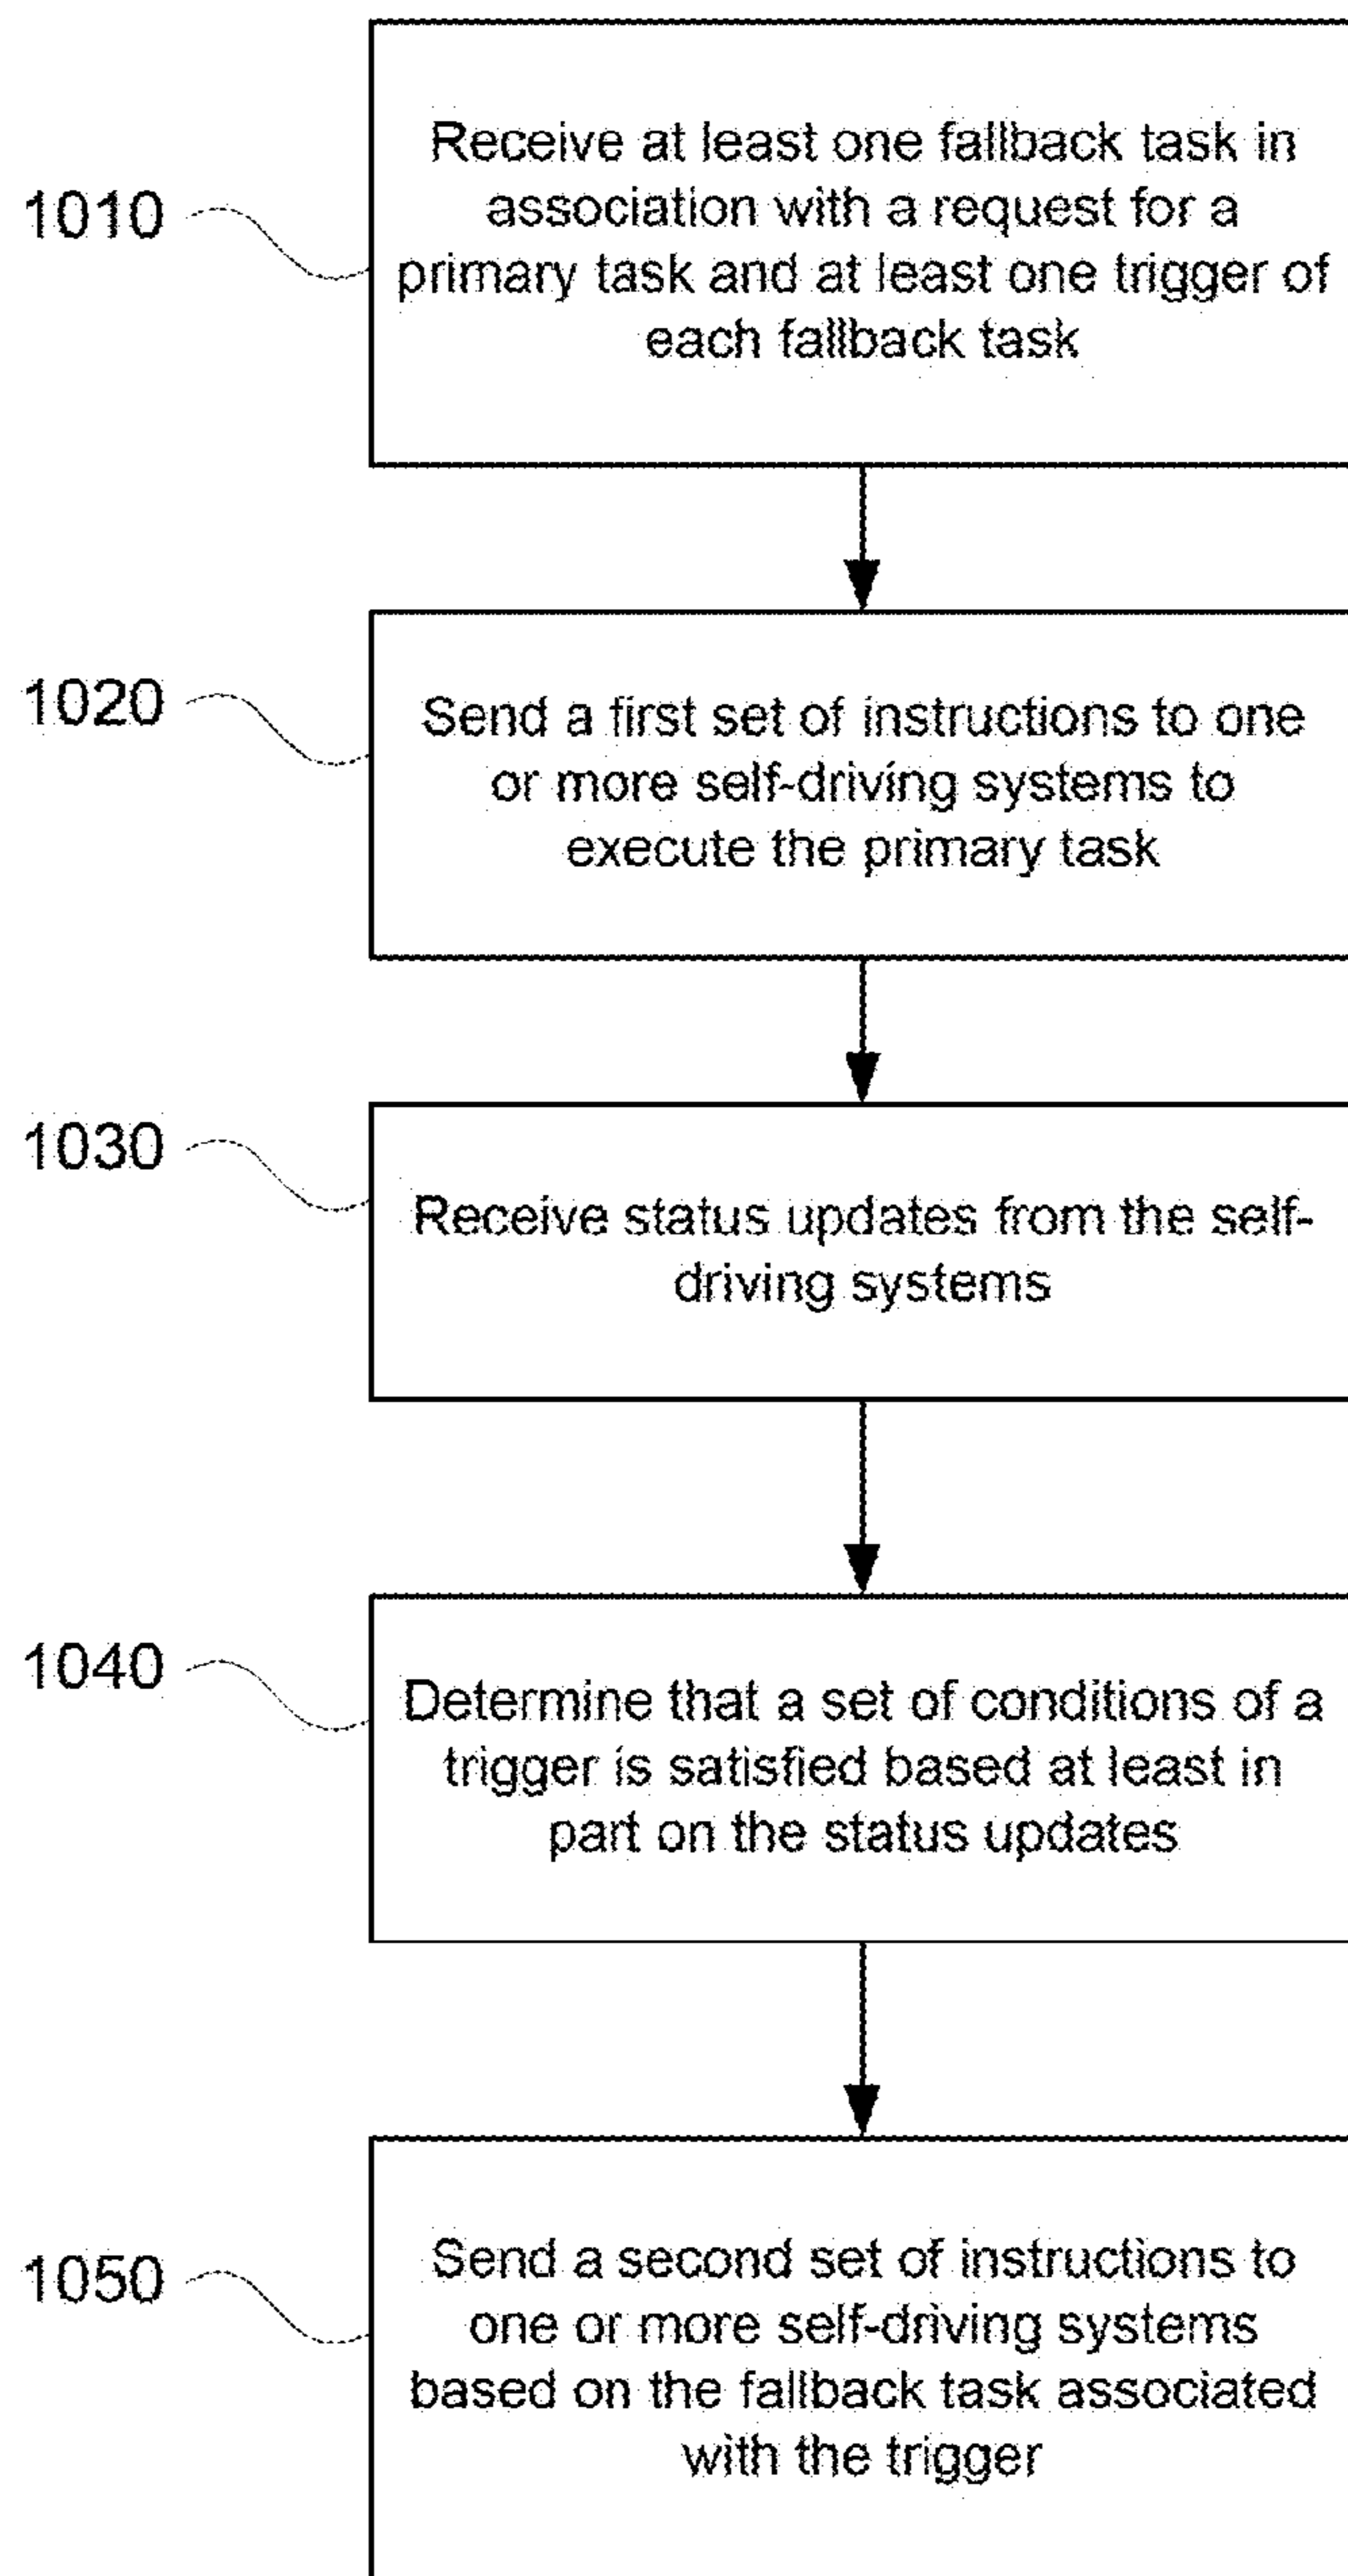 1010
Receive at least one fallback task in
association with a request for a
primary task and at least one trigger of
each fallback task
1020
Send a first set of instructions to one
or more self-driving systems to
execute the primary task
1030
Receive status updates from the self-
driving systems
1040
Determine that a set of conditions of a
trigger is satisfied based at least in
part on the status updates
1050
Send a second set of instructions to
one or more self-driving systems
based on the fallback task associated
with the trigger